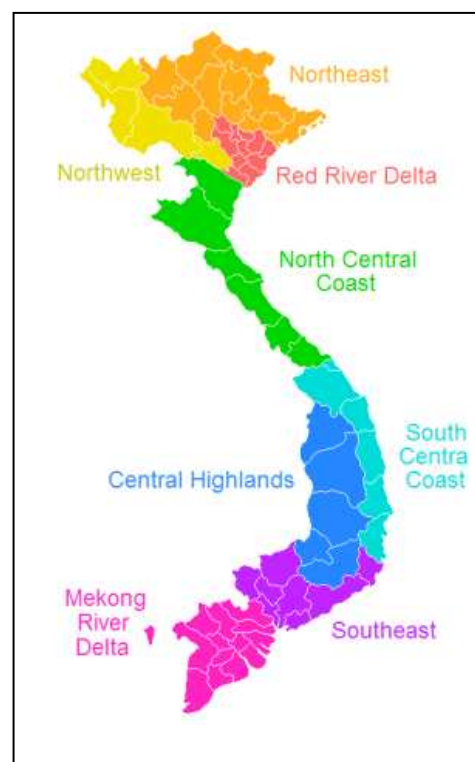 Northeast
Northwest
Red River Delta
North Central
Coast
South
Centra
Coast
Central Highlands
Mekong
River
Delta
Southeast